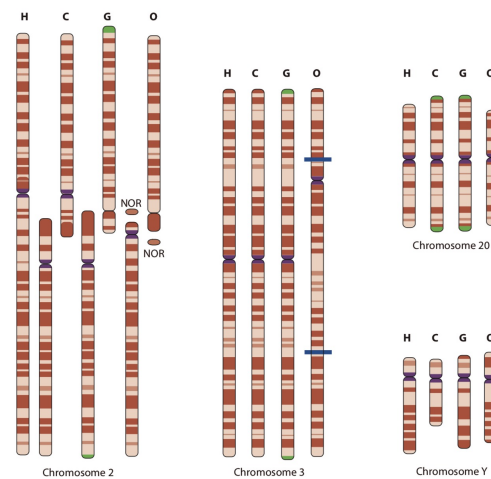 H C G O
H C G O
H C G
NOR
NOR
Chromosome 20
H C G
Chromosome 2
Chromosome 3
Chromosome Y